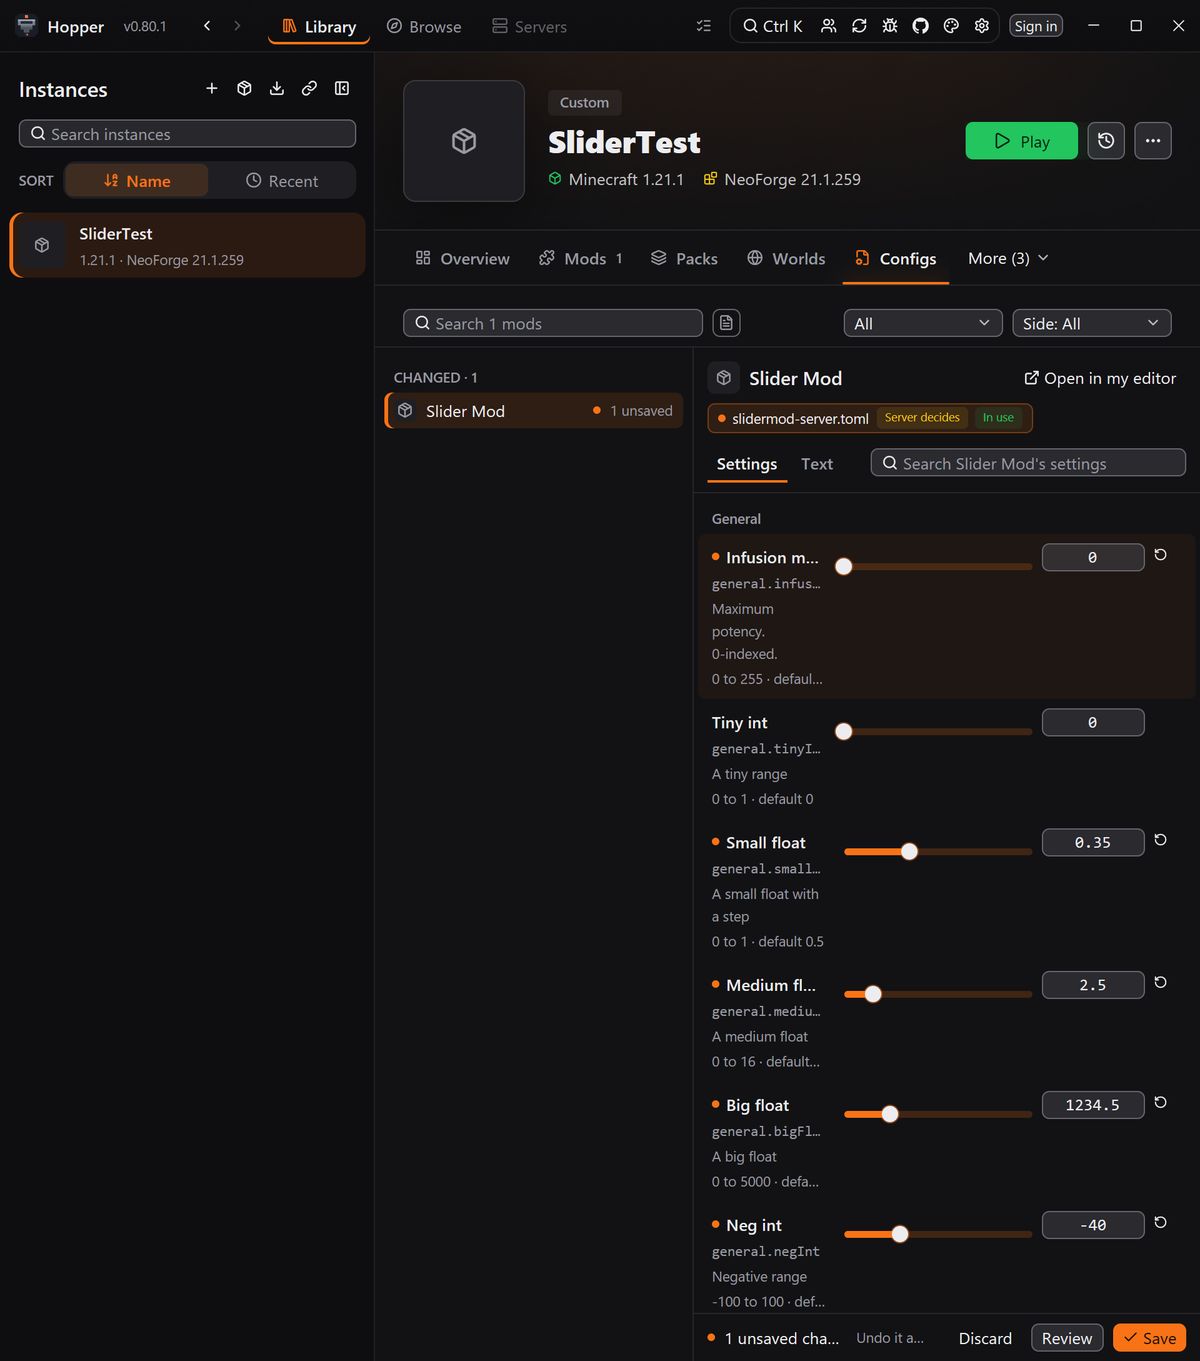 Hopper v0.80.1 Library Browse Servers Ctrl K Sign in
Instances
Search instances
SORT Name Recent
SliderTest
1.21.1 · NeoForge 21.1.259
Custom
SliderTest
Minecraft 1.21.1 NeoForge 21.1.259
Play
Overview Mods 1 Packs Worlds Configs More (3)
Search 1 mods All Side: All
CHANGED · 1
Slider Mod 1 unsaved
Slider Mod Open in my editor
slidermod-server.toml Server decides In use
Settings Text Search Slider Mod's settings
General
Infusion m... 0
general.infus...
Maximum
potency.
0-indexed.
0 to 255 · defaul...
Tiny int 0
general.tinyI...
A tiny range
0 to 1 · default 0
Small float 0.35
general.small...
A small float with
a step
0 to 1 · default 0.5
Medium fl... 2.5
general.mediu...
A medium float
0 to 16 · default...
Big float 1234.5
general.bigFl...
A big float
0 to 5000 · defa...
Neg int -40
general.negInt
Negative range
-100 to 100 · def...
1 unsaved cha... Undo it a... Discard Review Save